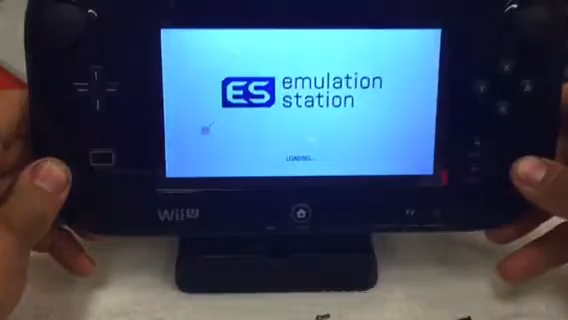 ES emulation
station
LOADING...
Wii U
TV